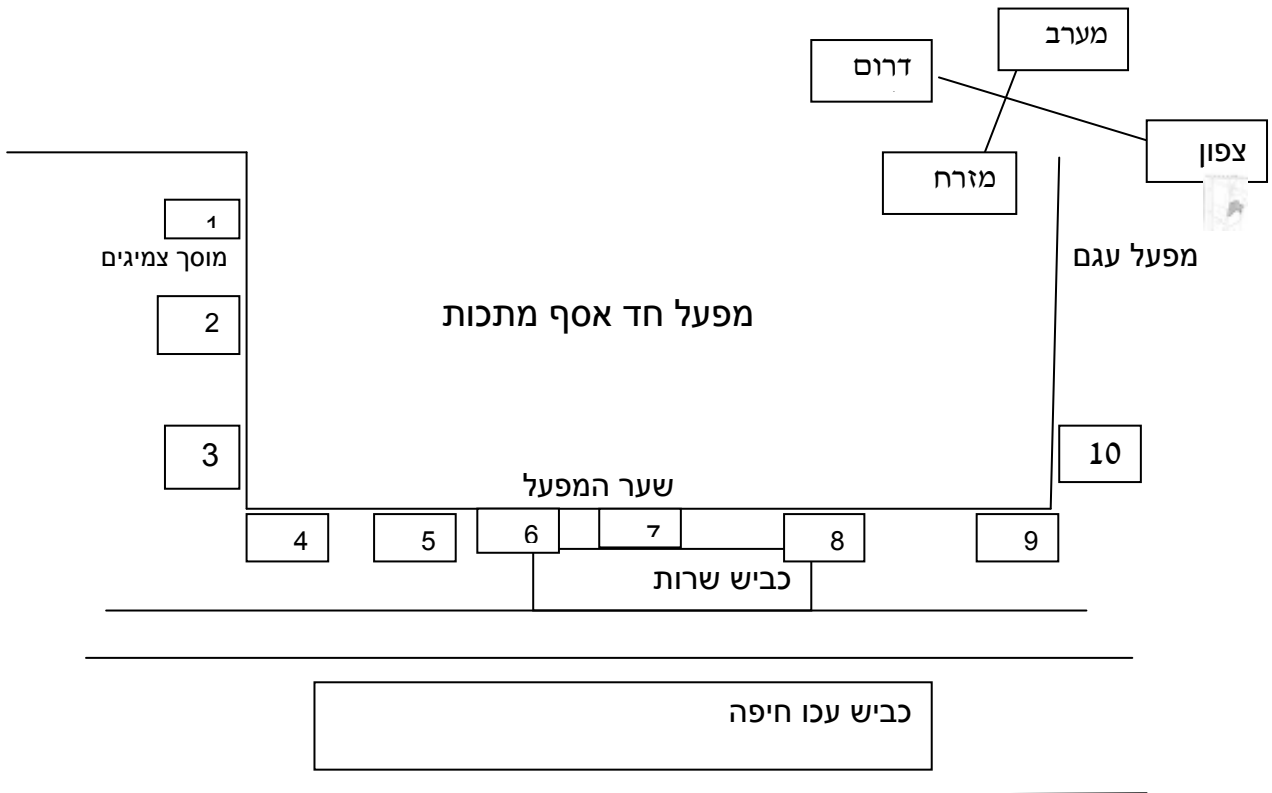 מערב
דרום
צפון
מזרח
1
מוסך צמיגים
מפעל עגם
2
מפעל חד אסף מתכות
3
10
שער המפעל
4
5
6
7
8
9
כביש שרות
כביש עכו חיפה